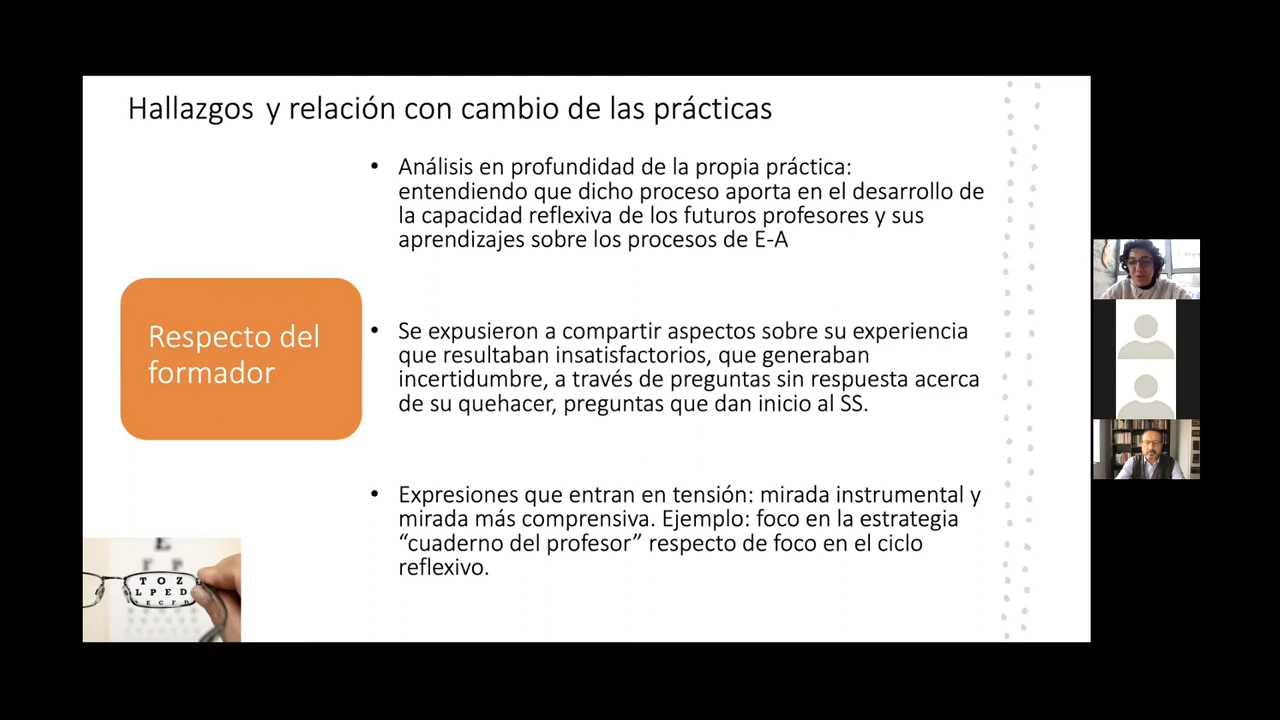 Hallazgos y relación con cambio de las prácticas
• Análisis en profundidad de la propia práctica:
entendiendo que dicho proceso aporta en el desarrollo de
la capacidad reflexiva de los futuros profesores y sus
aprendizajes sobre los procesos de E-A
Respecto del
formador
• Se expusieron a compartir aspectos sobre su experiencia
que resultaban insatisfactorios, que generaban
incertidumbre, a través de preguntas sin respuesta acerca
de su quehacer, preguntas que dan inicio al SS.
• Expresiones que entran en tensión: mirada instrumental y
mirada más comprensiva. Ejemplo: foco en la estrategia
“cuaderno del profesor” respecto de foco en el ciclo
reflexivo.
E
F P
T O Z
L P E D